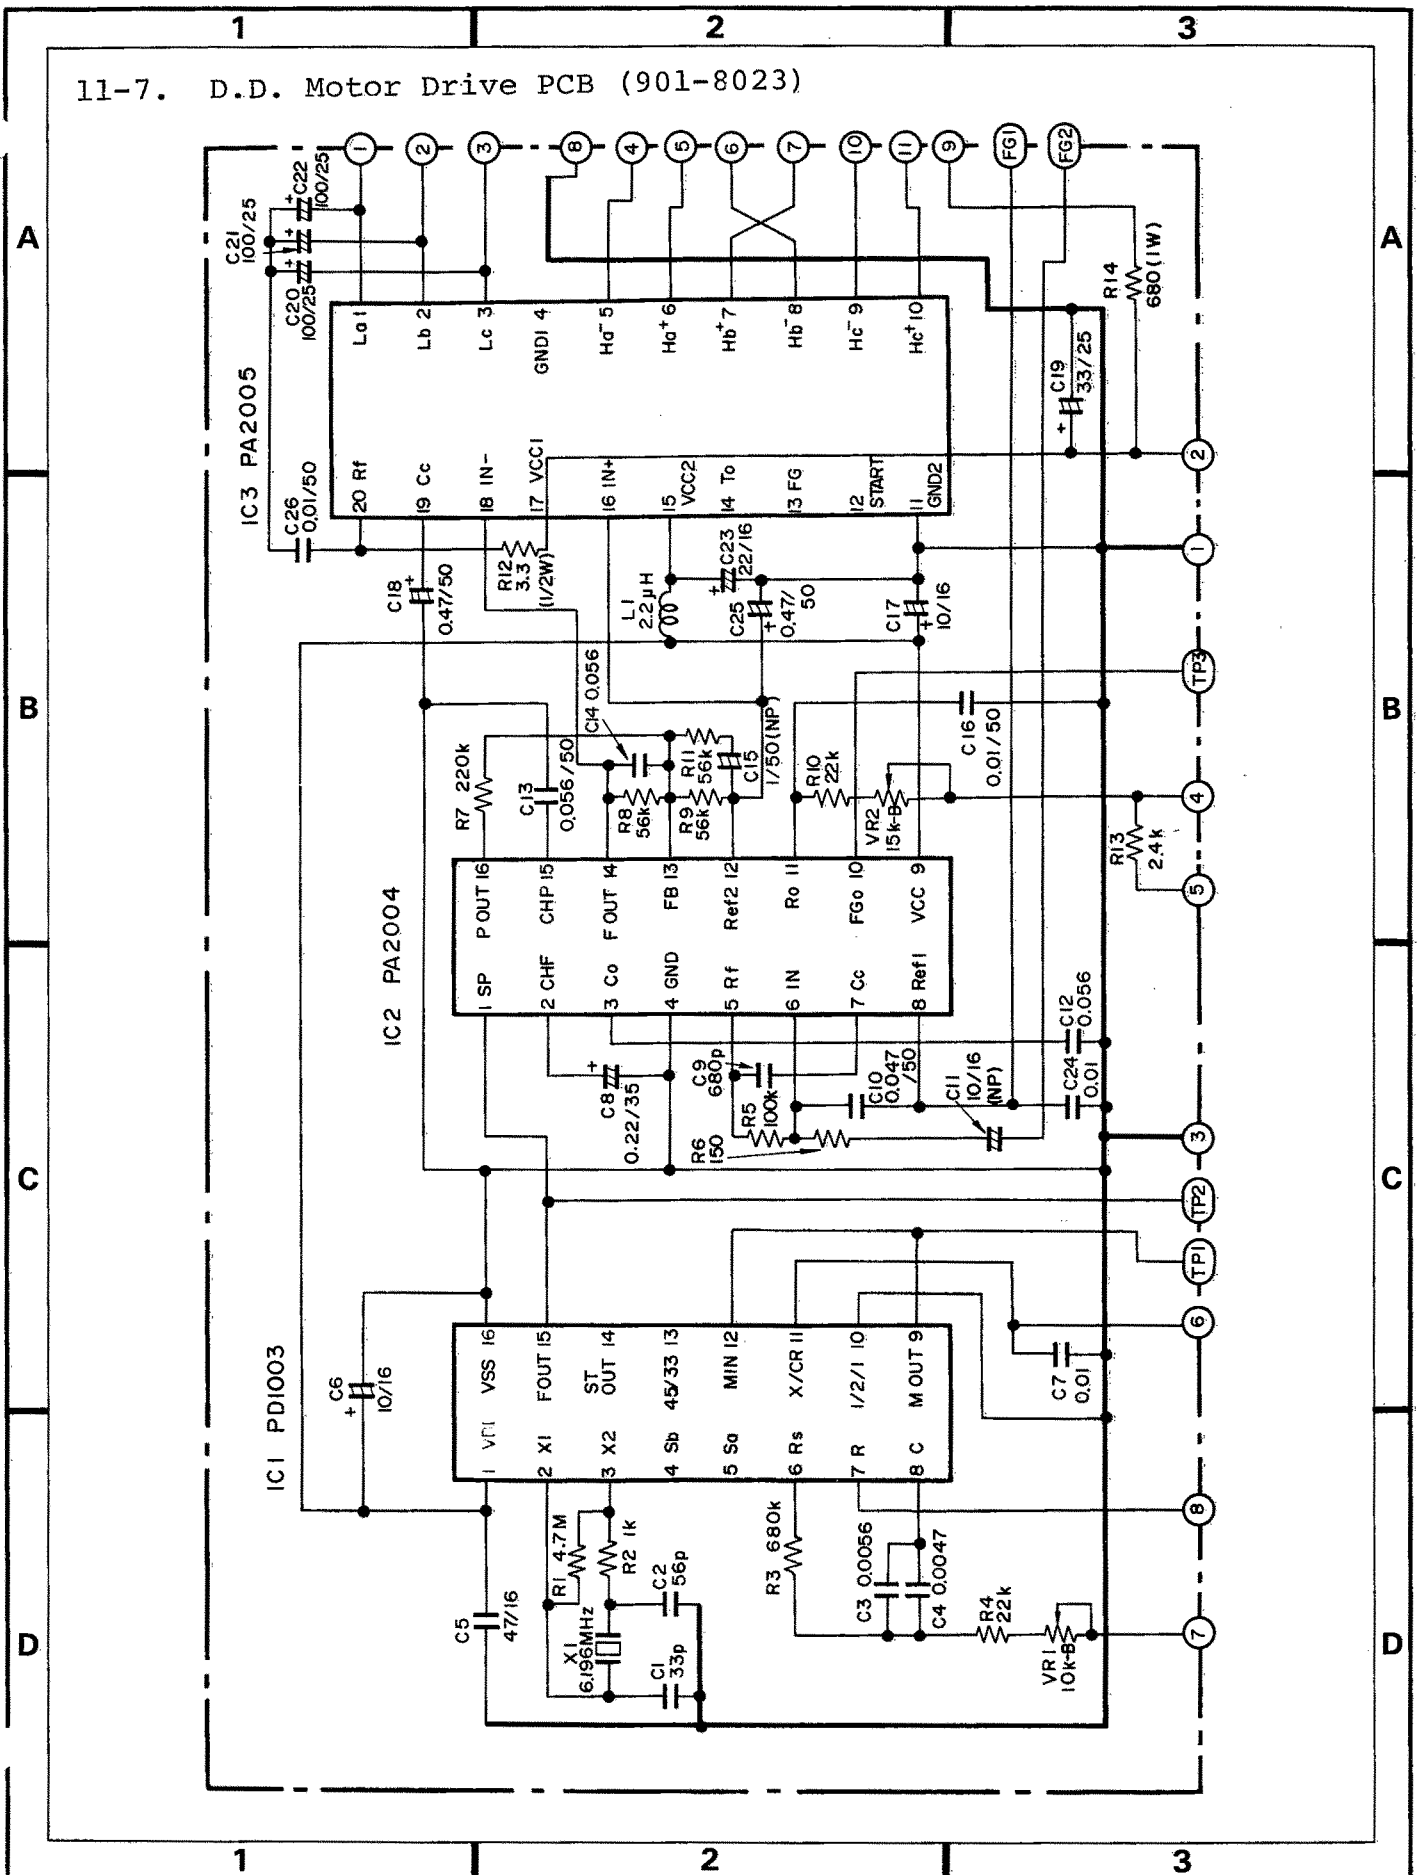 1 2 3
11-7. D.D. Motor Drive PCB (901-8023)
A
B
C
D
A
B
C
D
1 2 3
1
2
3
8
4
5
6
7
10
11
9
FG1
FG2
C22
100/25
C21
100/25
C20
100/25
IC3 PA2005
La 1
Lb 2
Lc 3
GND1 4
Ha⁻ 5
Ha⁺ 6
Hb⁺ 7
Hb⁻ 8
Hc⁻ 9
Hc⁺ 10
20 Rf
19 Cc
18 IN-
17 VCC1
16 IN+
15 VCC2
14 To
13 FG
12 START
11 GND2
R14
680(1W)
C19
33/25
+
C26
0.01/50
C18
0.47/50
R12
3.3
(1/2W)
L1
2.2μH
C23
22/16
C25
0.47/
50
C17
10/16
2
1
TP3
4
5
3
TP2
TP1
6
8
7
R7 220k
C13
0.056/50
C14 0.056
R8
56k
R9
56k
R11
56k
C15
1/50(NP)
R10
22k
VR2
15k-B
C16
0.01/50
R13
2.4k
IC2 PA2004
POUT 16
CHP 15
F OUT 14
FB 13
Ref2 12
Ro 11
FGo 10
VCC 9
1 SP
2 CHF
3 Co
4 GND
5 Rf
6 IN
7 Cc
8 Ref1
C8
0.22/35
C9
680p
R5
100k
R6
150
C10
0.047
/50
C11
10/16
(NP)
C12
0.056
C24
0.01
IC1 PD1003
C6
10/16
VSS 16
FOUT 15
ST
OUT 14
45/33 13
MIN 12
X/CR 11
1/2/1 10
M OUT 9
1
2 X1
3 X2
4 Sb
5 Sa
6 Rs
7 R
8 C
C7
0.01
C5
47/16
R1 4.7M
R2 1k
X1
6.196MHz
C2
56p
C1
33p
R3 680k
C3 0.0056
C4 0.0047
R4
22k
VR1
10k-B